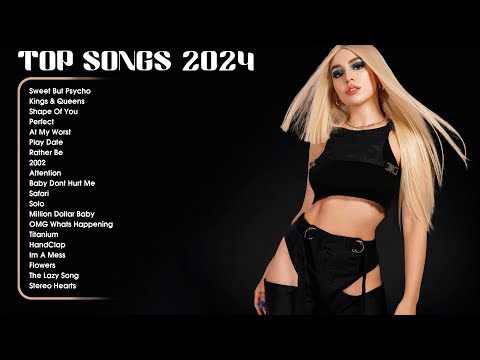 TOP SONGS 2024
Sweet But Psycho
Kings & Queens
Shape Of You
Perfect
At My Worst
Play Date
Rather Be
2002
Attention
Baby Dont Hurt Me
Safari
Solo
Million Dollar Baby
OMG Whats Happening
Titanium
HandClap
Im A Mess
Flowers
The Lazy Song
Stereo Hearts